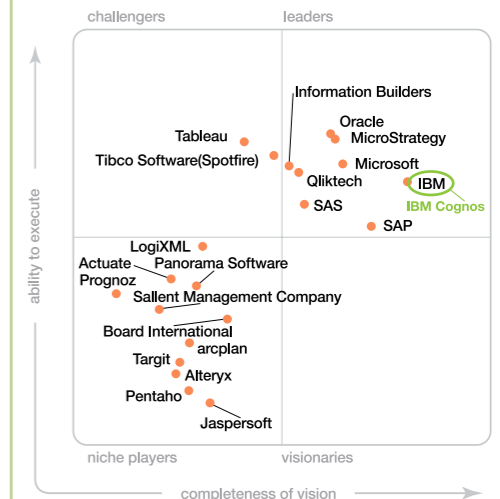 challengers
leaders
Information Builders
Oracle
Tableau
MicroStrategy
Tibco Software(Spotfire)
Microsoft
Qliktech
IBM
IBM Cognos
SAS
SAP
ability to execute
LogiXML
Actuate
Panorama Software
Prognoz
Sallent Management Company
Board International
arcplan
Targit
Alteryx
Pentaho
Jaspersoft
niche players
visionaries
completeness of vision